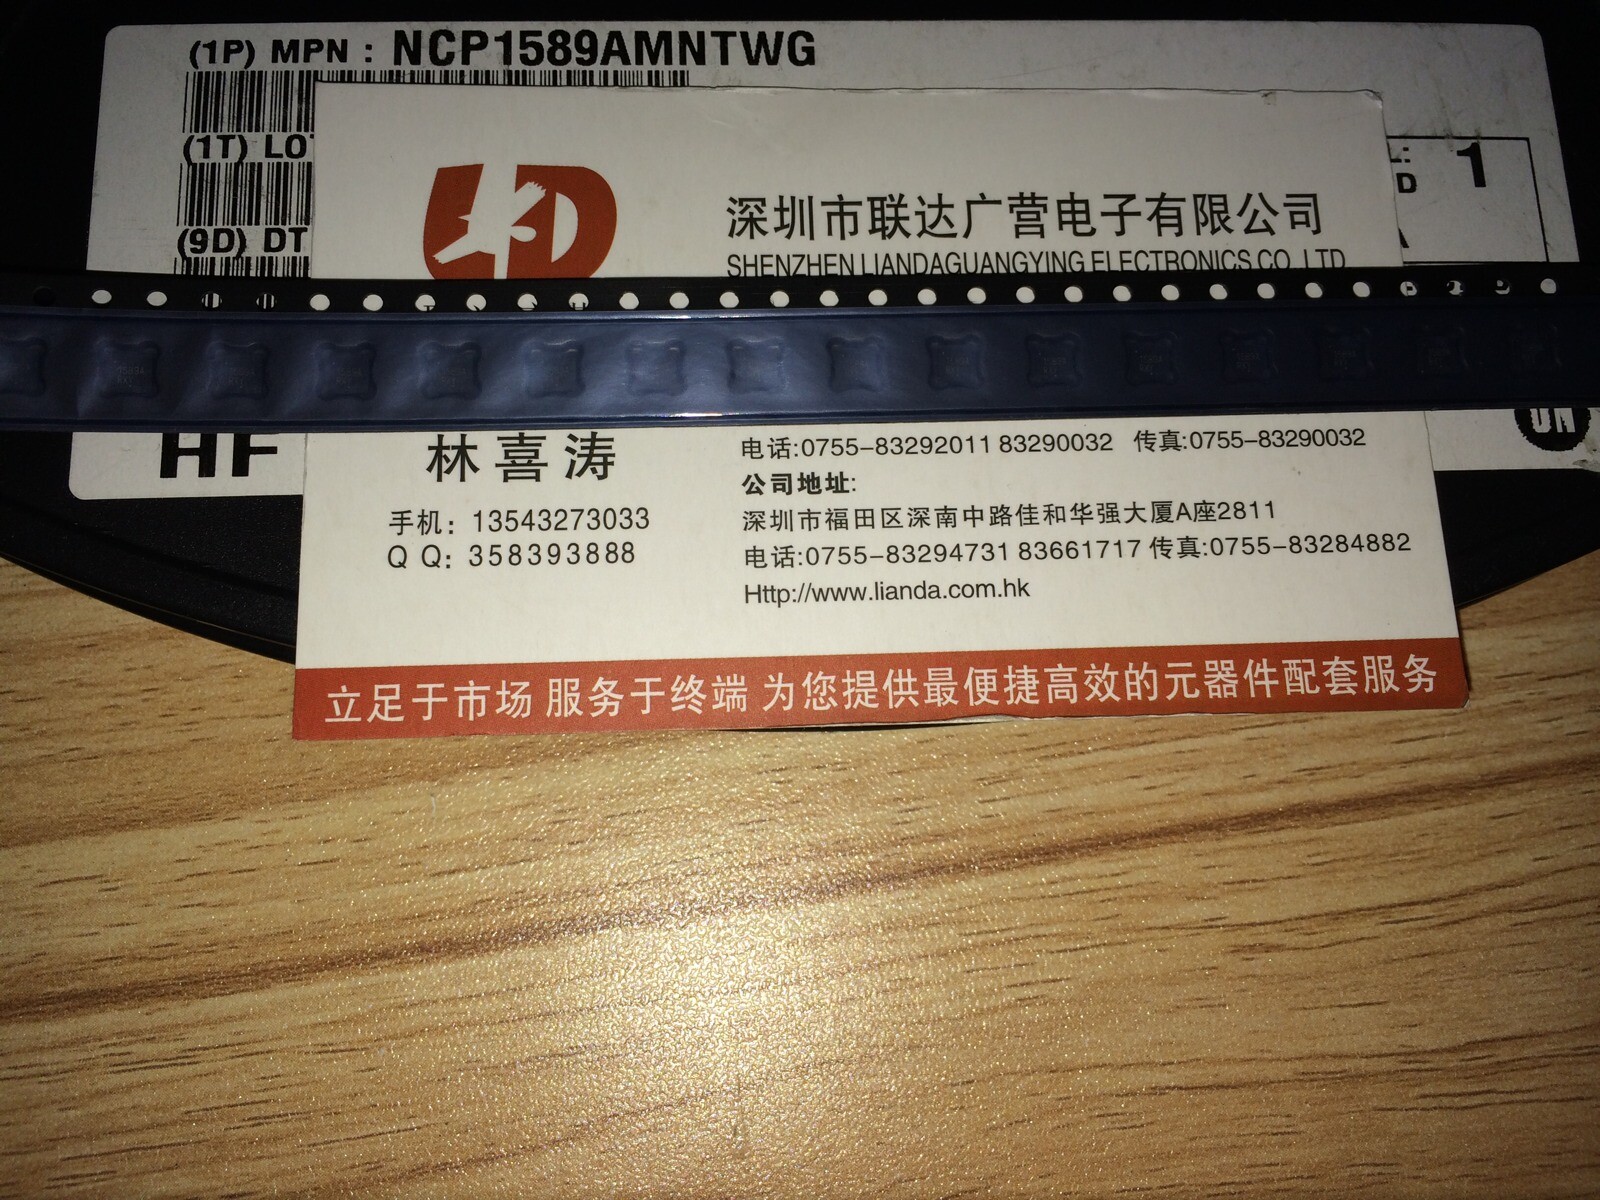 (1P) MPN : NCP1589AMNTWG
(1T) LO
(9D) DT
1
D
LD
深圳市联达广营电子有限公司
SHENZHEN LIANDAGUANGYING ELECTRONICS CO., LTD
HF
林喜涛
手机：13543273033
Q Q：358393888
电话:0755-83292011 83290032 传真:0755-83290032
公司地址:
深圳市福田区深南中路佳和华强大厦A座2811
电话:0755-83294731 83661717 传真:0755-83284882
Http://www.lianda.com.hk
立足于市场 服务于终端 为您提供最便捷高效的元器件配套服务